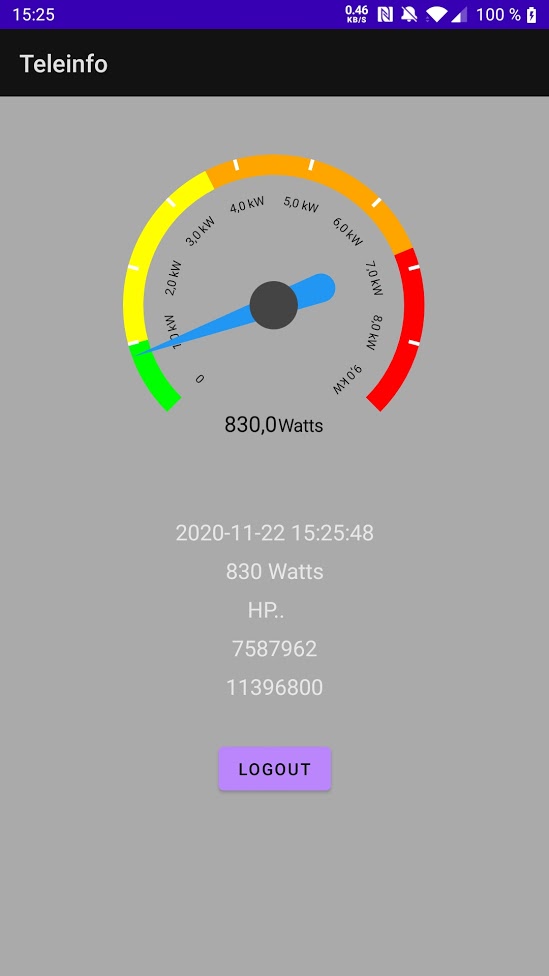 15:25 0.46 KB/S 100 %
Teleinfo
0
1,0 kW
2,0 kW
3,0 kW
4,0 kW
5,0 kW
6,0 kW
7,0 kW
8,0 kW
9,0 kW
830,0Watts
2020-11-22 15:25:48
830 Watts
HP..
7587962
11396800
LOGOUT